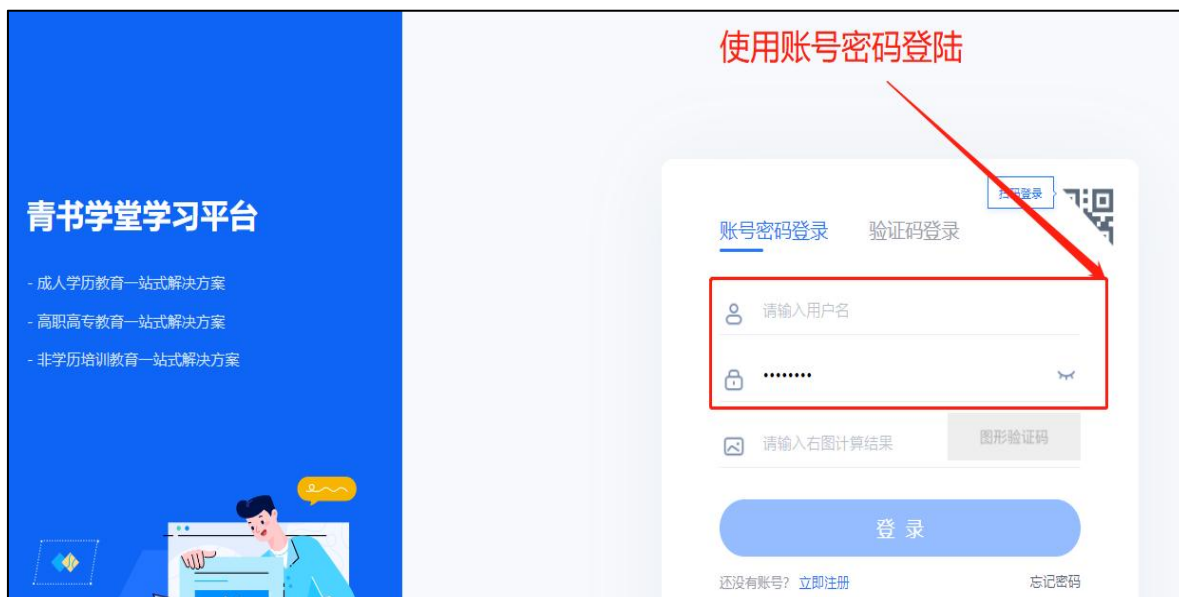 使用账号密码登陆
青书学堂学习平台
- 成人学历教育一站式解决方案
- 高职高专教育一站式解决方案
- 非学历培训教育一站式解决方案
扫码登录
账号密码登录 验证码登录
请输入用户名
••••••••
请输入右图计算结果 图形验证码
登 录
还没有账号? 立即注册 忘记密码